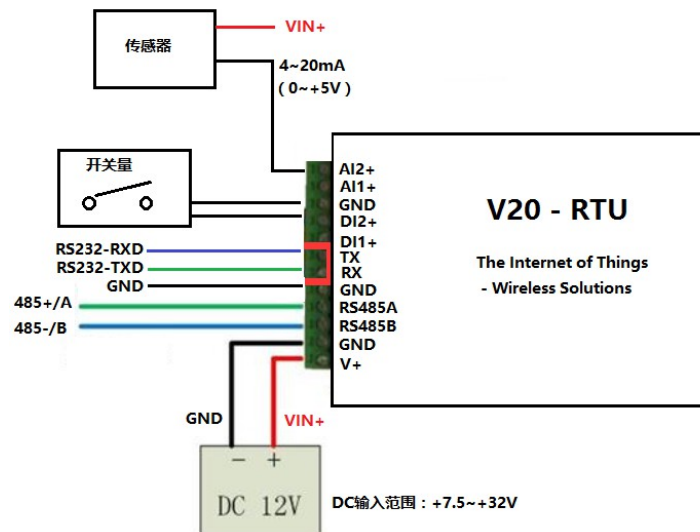 传感器
VIN+
4~20mA
（0~+5V）
开关量
AI2+
AI1+
GND
DI2+
DI1+
TX
RX
GND
RS485A
RS485B
GND
V+
V20 - RTU
The Internet of Things
- Wireless Solutions
RS232-RXD
RS232-TXD
GND
485+/A
485-/B
GND
VIN+
− +
DC 12V
DC输入范围：+7.5~+32V